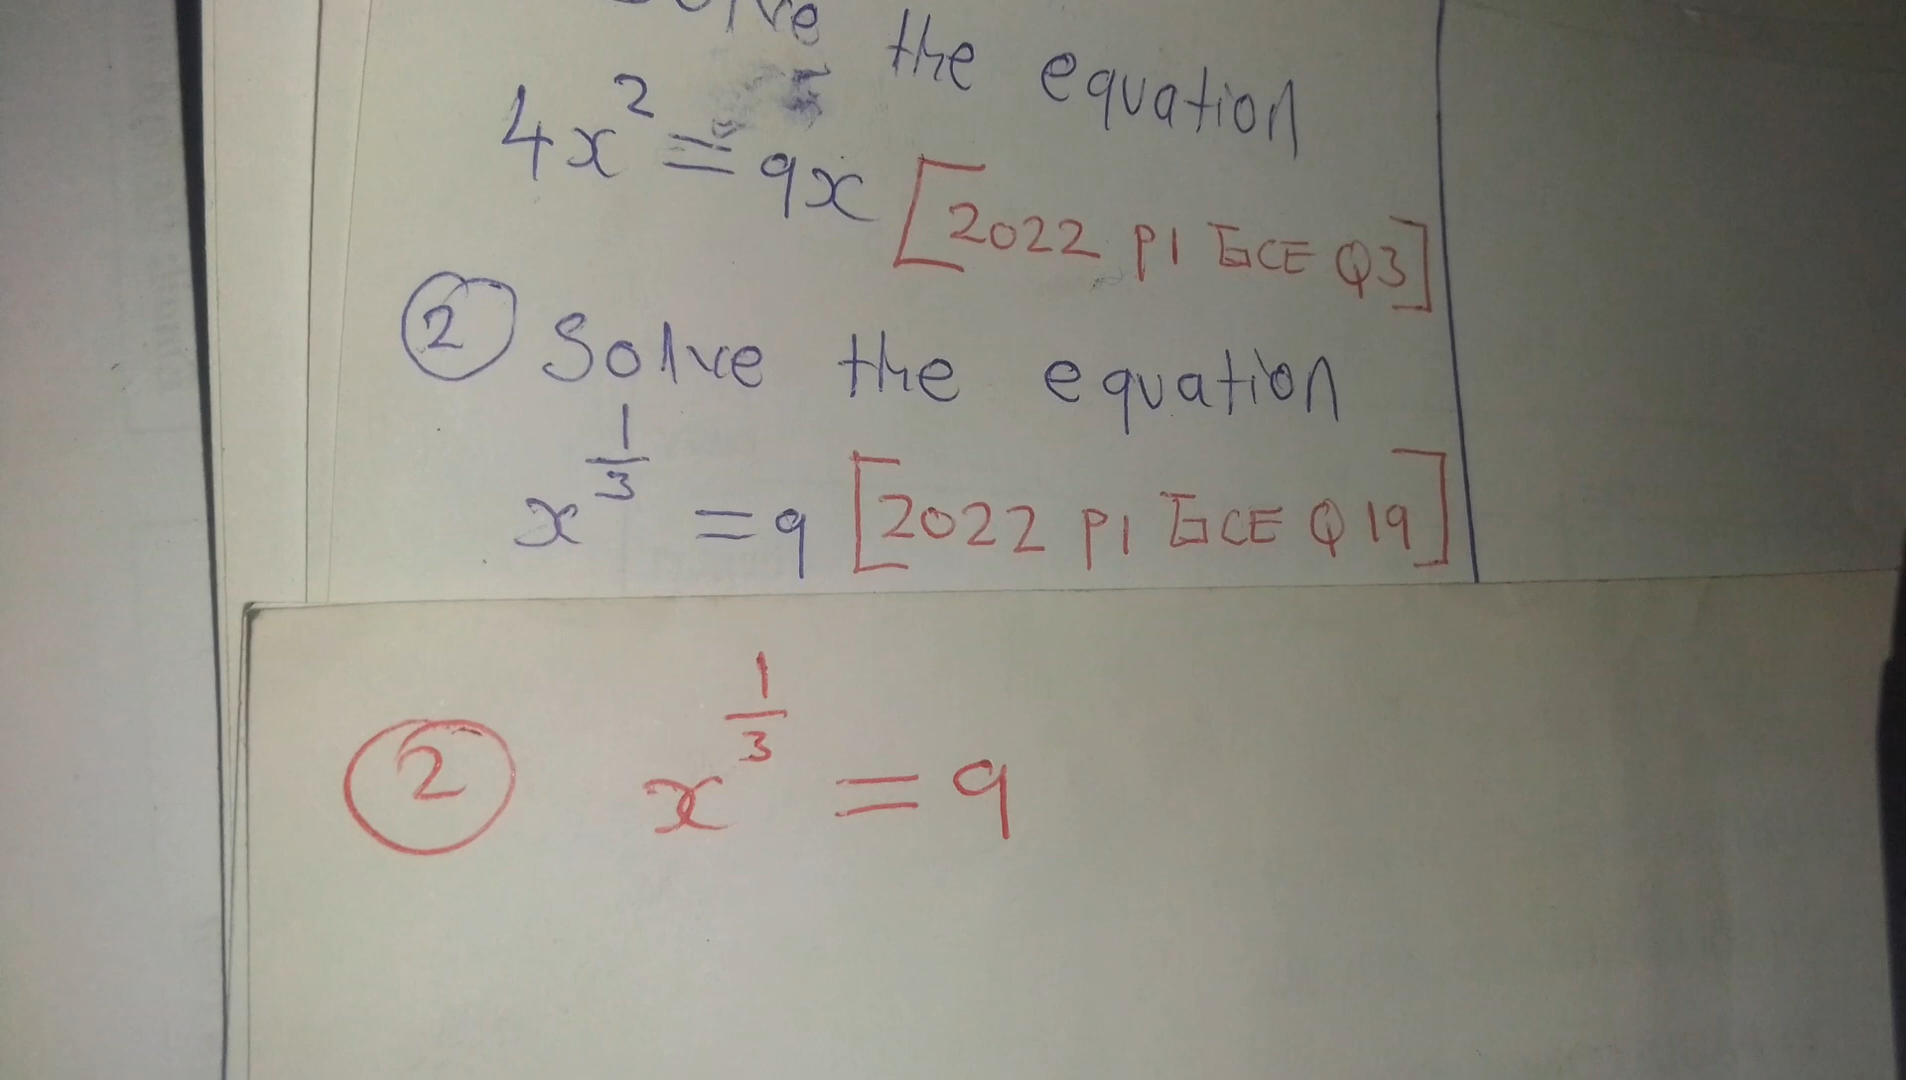 Solve the equation
4x² = 9x [2022 P1 GCE Q3]
② Solve the equation
x^(1/3) = 9 [2022 P1 GCE Q19]
② x^(1/3) = 9